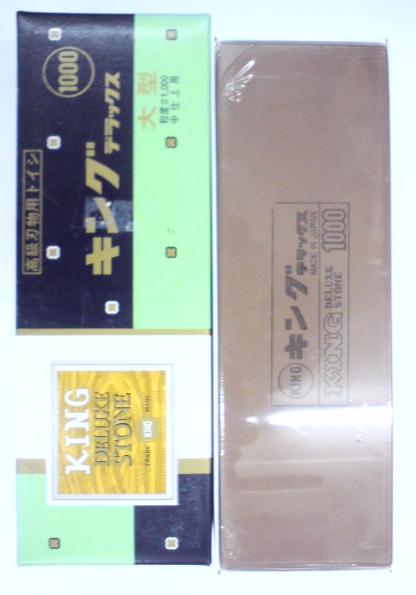 高級刃物用トイシ
1000
キング
デラックス
大型
粒度#1,000
中仕上用
KING
DELUXE
STONE
TRADE KING MARK
KING キング
デラックス
MADE IN JAPAN
KING DELUXE
STONE 1000